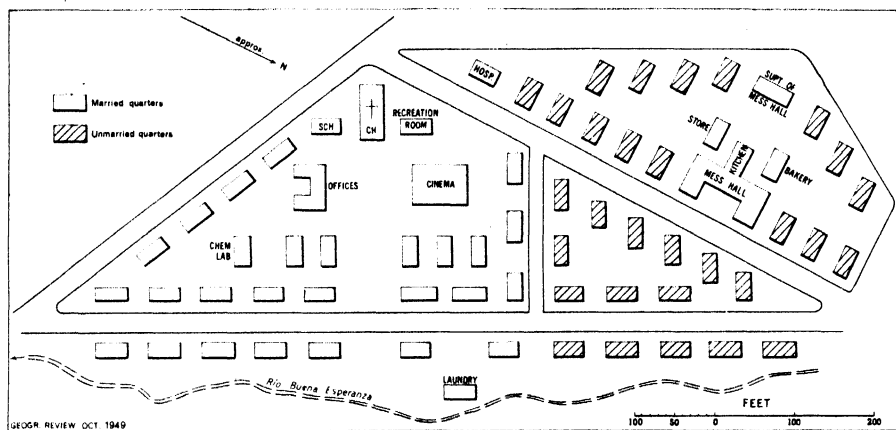 approx.
N
Married quarters
Unmarried quarters
HOSP
SUPT OF
MESS HALL
STORE
KITCHEN
MESS HALL
BAKERY
SCH
CH
RECREATION
ROOM
OFFICES
CINEMA
CHEM
LAB
LAUNDRY
Río Buena Esperanza
FEET
100 50 0 100 200
GEOGR. REVIEW, OCT. 1949